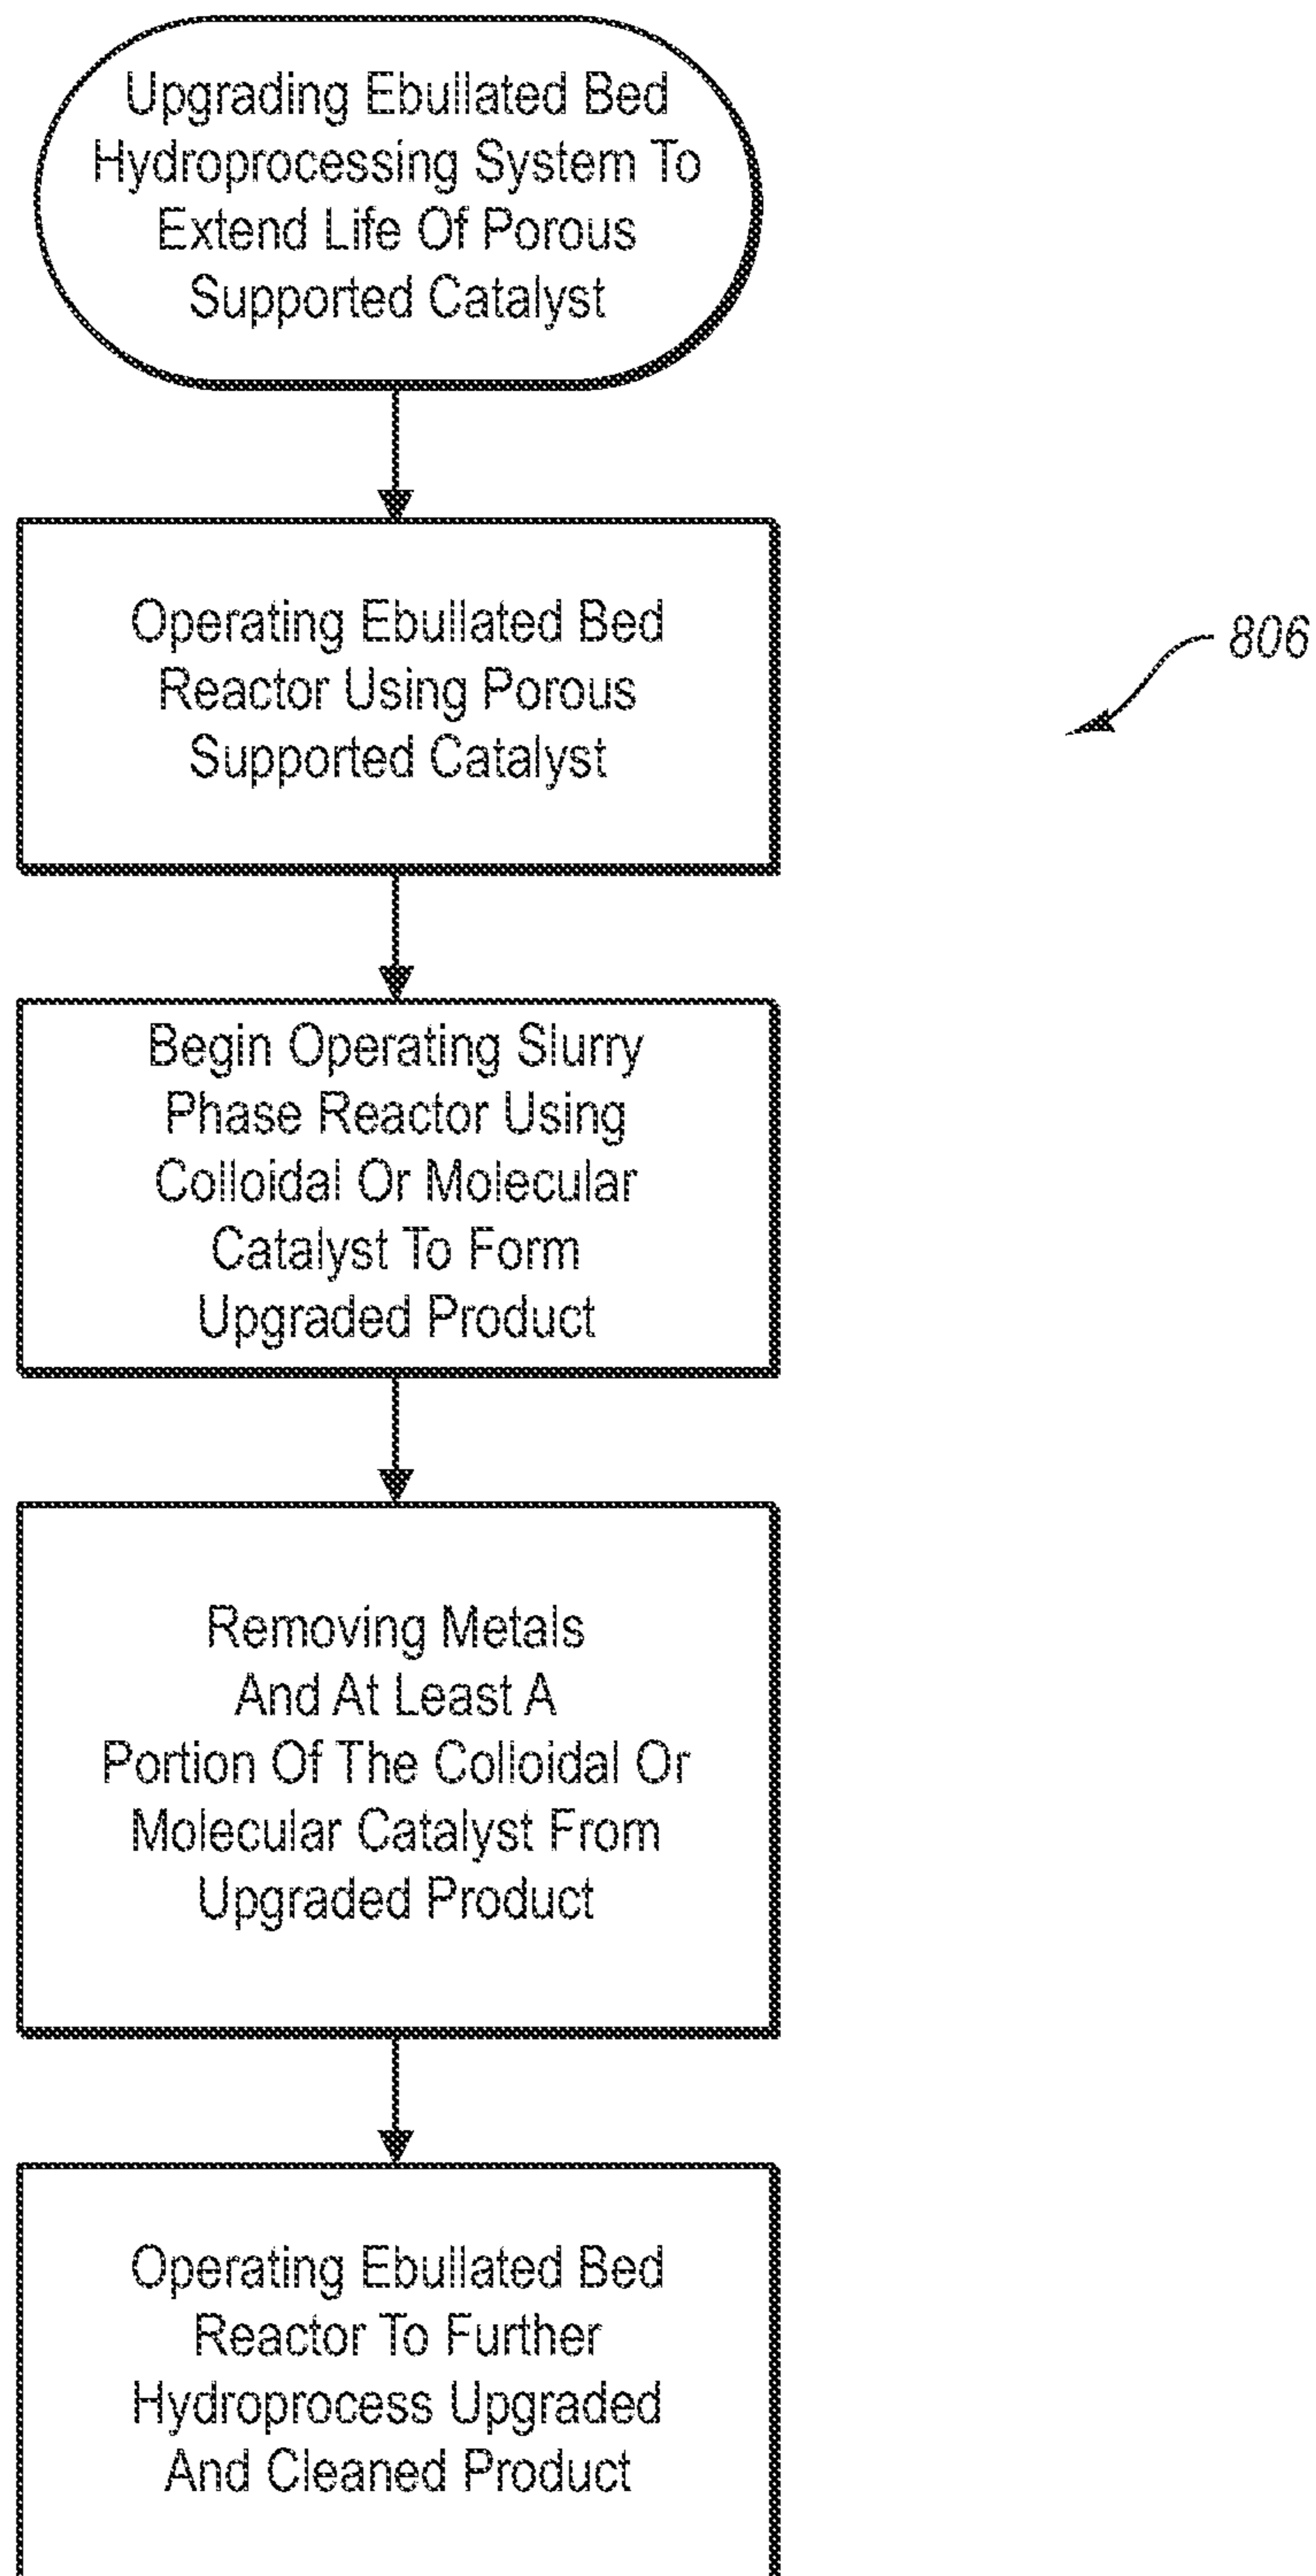 Upgrading Ebullated Bed
Hydroprocessing System To
Extend Life Of Porous
Supported Catalyst
Operating Ebullated Bed
Reactor Using Porous
Supported Catalyst
806
Begin Operating Slurry
Phase Reactor Using
Colloidal Or Molecular
Catalyst To Form
Upgraded Product
Removing Metals
And At Least A
Portion Of The Colloidal Or
Molecular Catalyst From
Upgraded Product
Operating Ebullated Bed
Reactor To Further
Hydroprocess Upgraded
And Cleaned Product